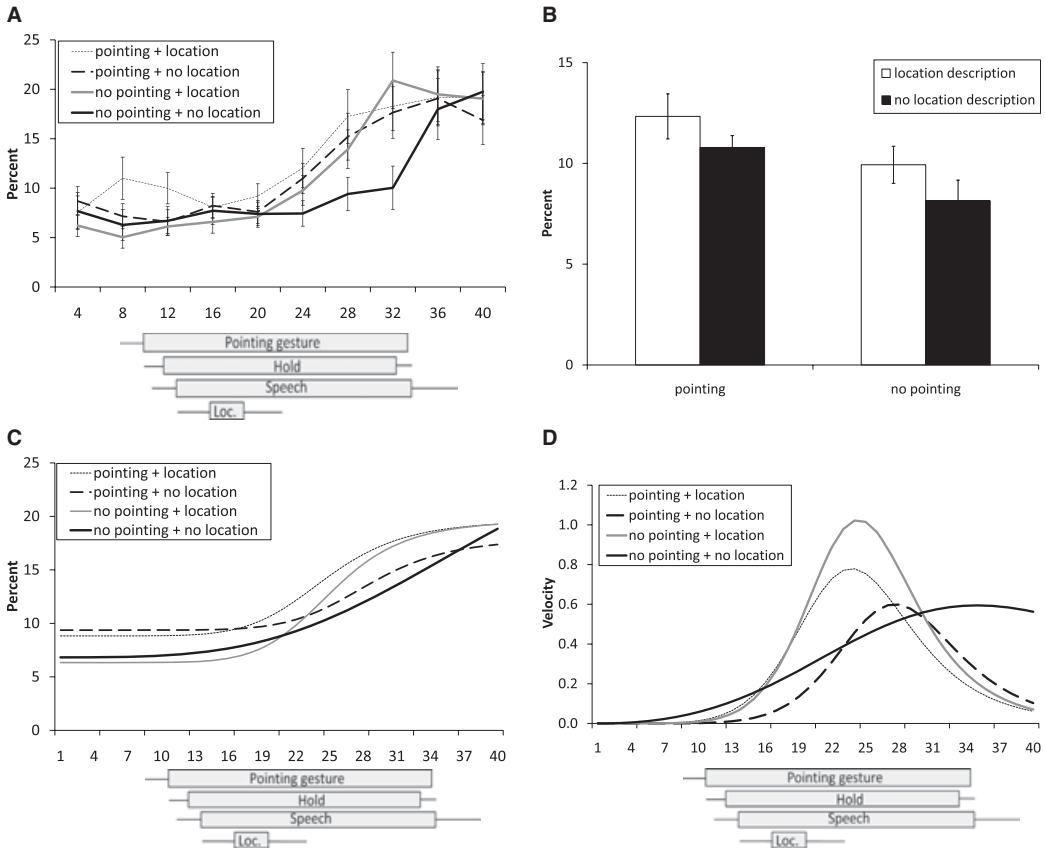 A
25
20
15
10
5
0
Percent
pointing + location
pointing + no location
no pointing + location
no pointing + no location
4 8 12 16 20 24 28 32 36 40
Pointing gesture
Hold
Speech
Loc.
B
15
10
5
0
Percent
location description
no location description
pointing no pointing
C
25
20
15
10
5
0
Percent
pointing + location
pointing + no location
no pointing + location
no pointing + no location
1 4 7 10 13 16 19 22 25 28 31 34 37 40
Pointing gesture
Hold
Speech
Loc.
D
1.2
1.0
0.8
0.6
0.4
0.2
0.0
Velocity
pointing + location
pointing + no location
no pointing + location
no pointing + no location
1 4 7 10 13 16 19 22 25 28 31 34 37 40
Pointing gesture
Hold
Speech
Loc.